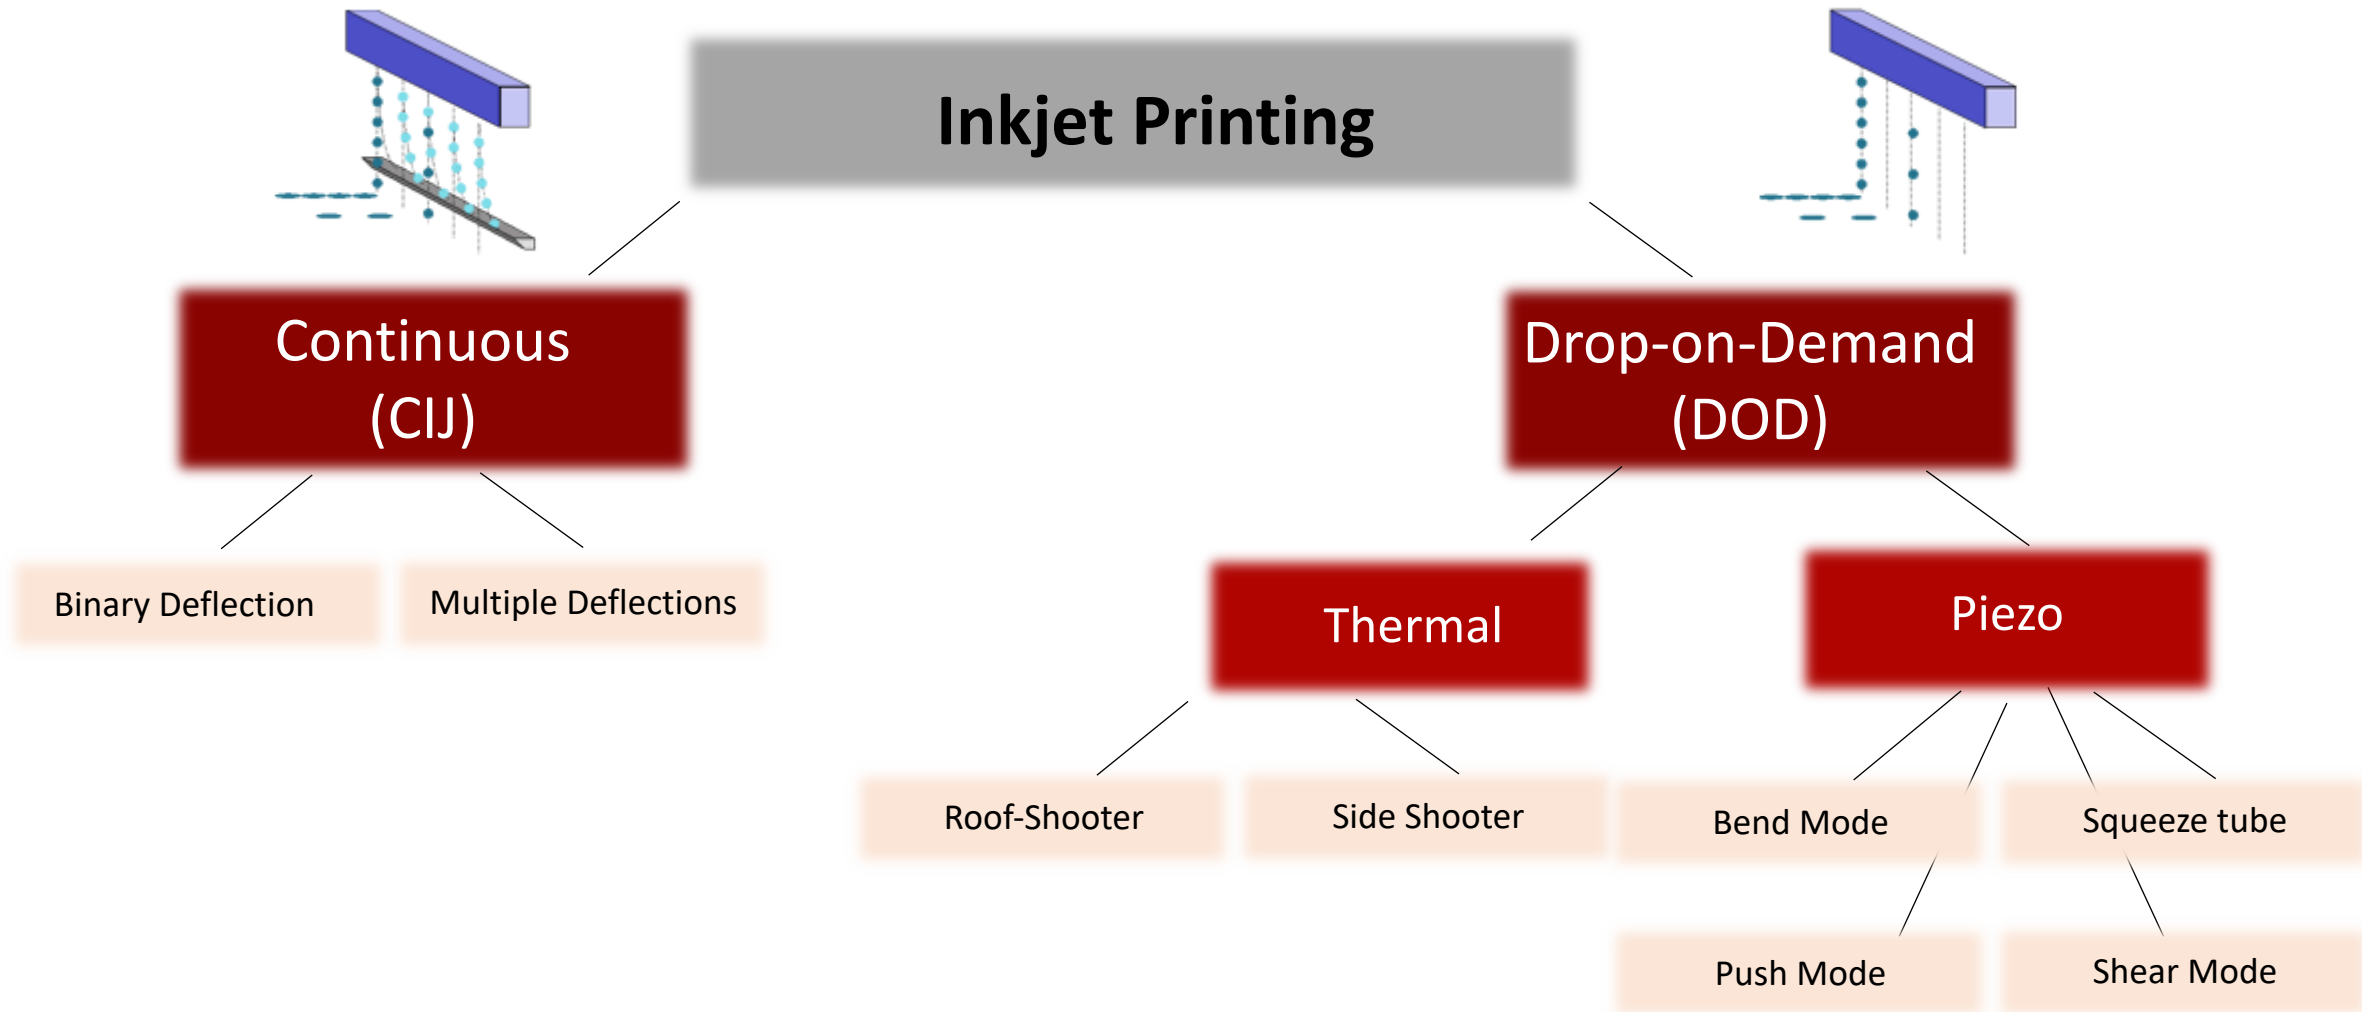 Inkjet Printing
Continuous
(CIJ)
Drop-on-Demand
(DOD)
Binary Deflection
Multiple Deflections
Thermal
Piezo
Roof-Shooter
Side Shooter
Bend Mode
Squeeze tube
Push Mode
Shear Mode